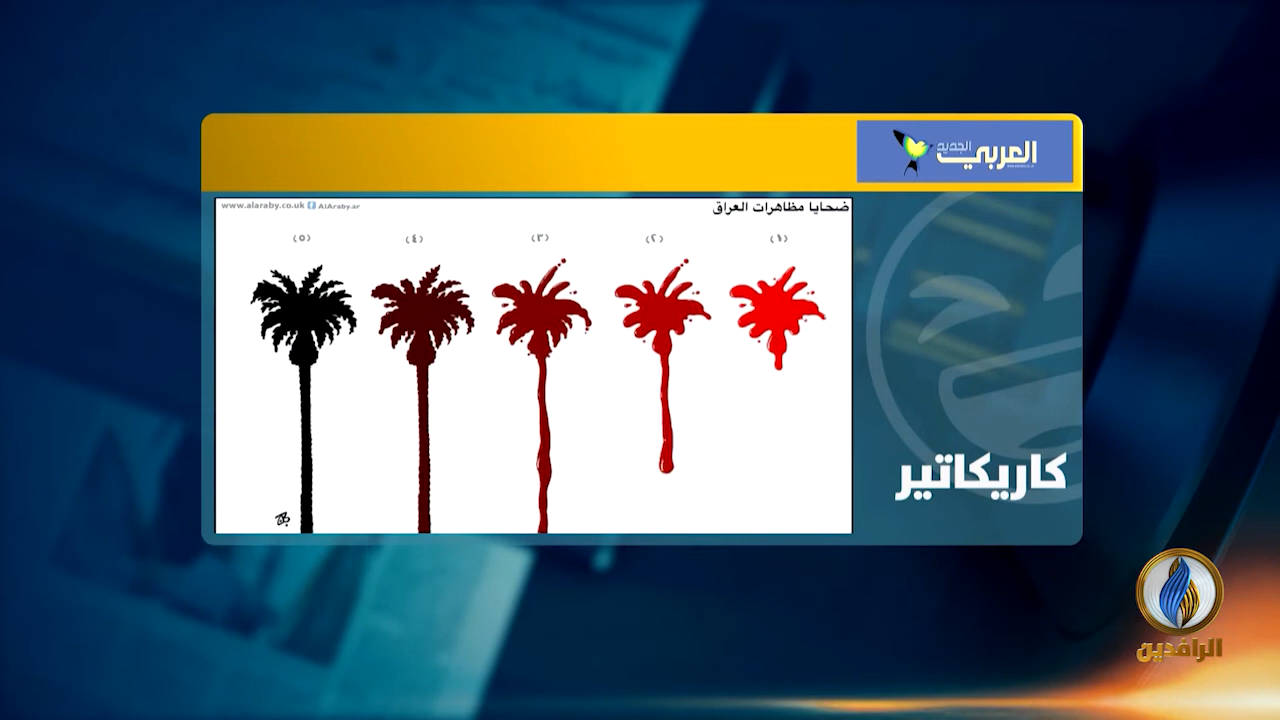 العربي الجديد
ضحايا مظاهرات العراق
www.alaraby.co.uk AlAraby.ar
(١) (٢) (٣) (٤) (٥)
كاريكاتير
الرافدين